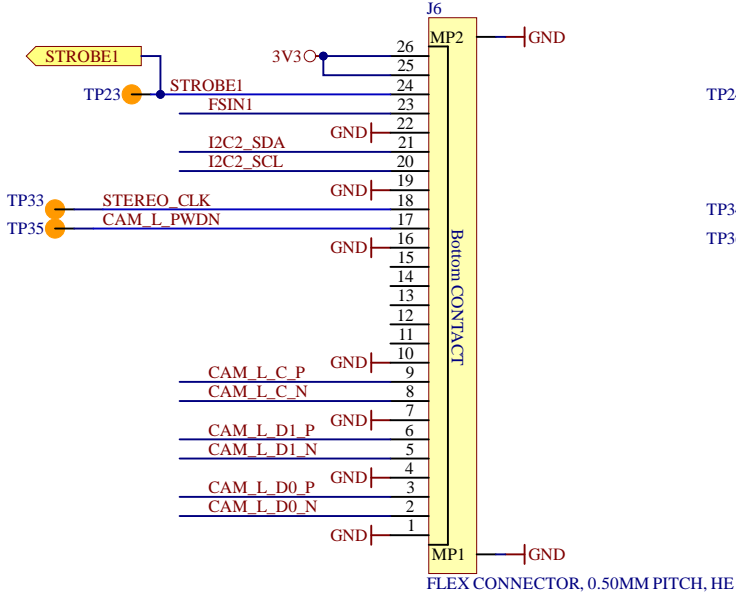 J6
MP2
GND
26
3V3
25
STROBE1
24
STROBE1
TP23
TP24
23
FSIN1
22
GND
21
I2C2_SDA
20
I2C2_SCL
19
GND
18
STEREO_CLK
TP33
17
CAM_L_PWDN
TP35
16
GND
15
14
13
12
11
Bottom CONTACT
10
GND
9
CAM_L_C_P
8
CAM_L_C_N
7
GND
6
CAM_L_D1_P
5
CAM_L_D1_N
4
GND
3
CAM_L_D0_P
2
CAM_L_D0_N
1
GND
MP1
GND
FLEX CONNECTOR, 0.50MM PITCH, HE